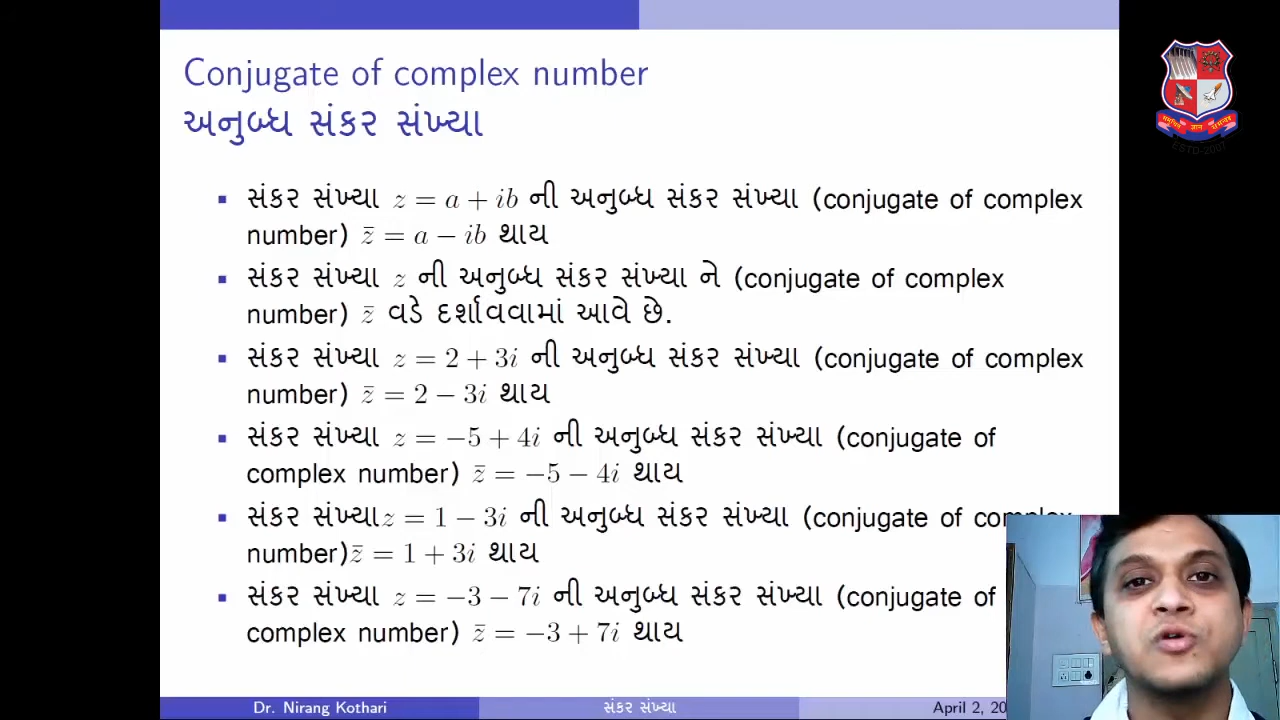 Conjugate of complex number
અનુબ્ધ સંકર સંખ્યા
સંકર સંખ્યા z = a + ib ની અનુબ્ધ સંકર સંખ્યા (conjugate of complex
number) z̄ = a − ib થાય
સંકર સંખ્યા z ની અનુબ્ધ સંકર સંખ્યા ને (conjugate of complex
number) z̄ વડે દર્શાવવામાં આવે છે.
સંકર સંખ્યા z = 2 + 3i ની અનુબ્ધ સંકર સંખ્યા (conjugate of complex
number) z̄ = 2 − 3i થાય
સંકર સંખ્યા z = −5 + 4i ની અનુબ્ધ સંકર સંખ્યા (conjugate of
complex number) z̄ = −5 − 4i થાય
સંકર સંખ્યાz = 1 − 3i ની અનુબ્ધ સંકર સંખ્યા (conjugate of complex
number)z̄ = 1 + 3i થાય
સંકર સંખ્યા z = −3 − 7i ની અનુબ્ધ સંકર સંખ્યા (conjugate of
complex number) z̄ = −3 + 7i થાય
Dr. Nirang Kothari
સંકર સંખ્યા
April 2, 20
ESTD-2007